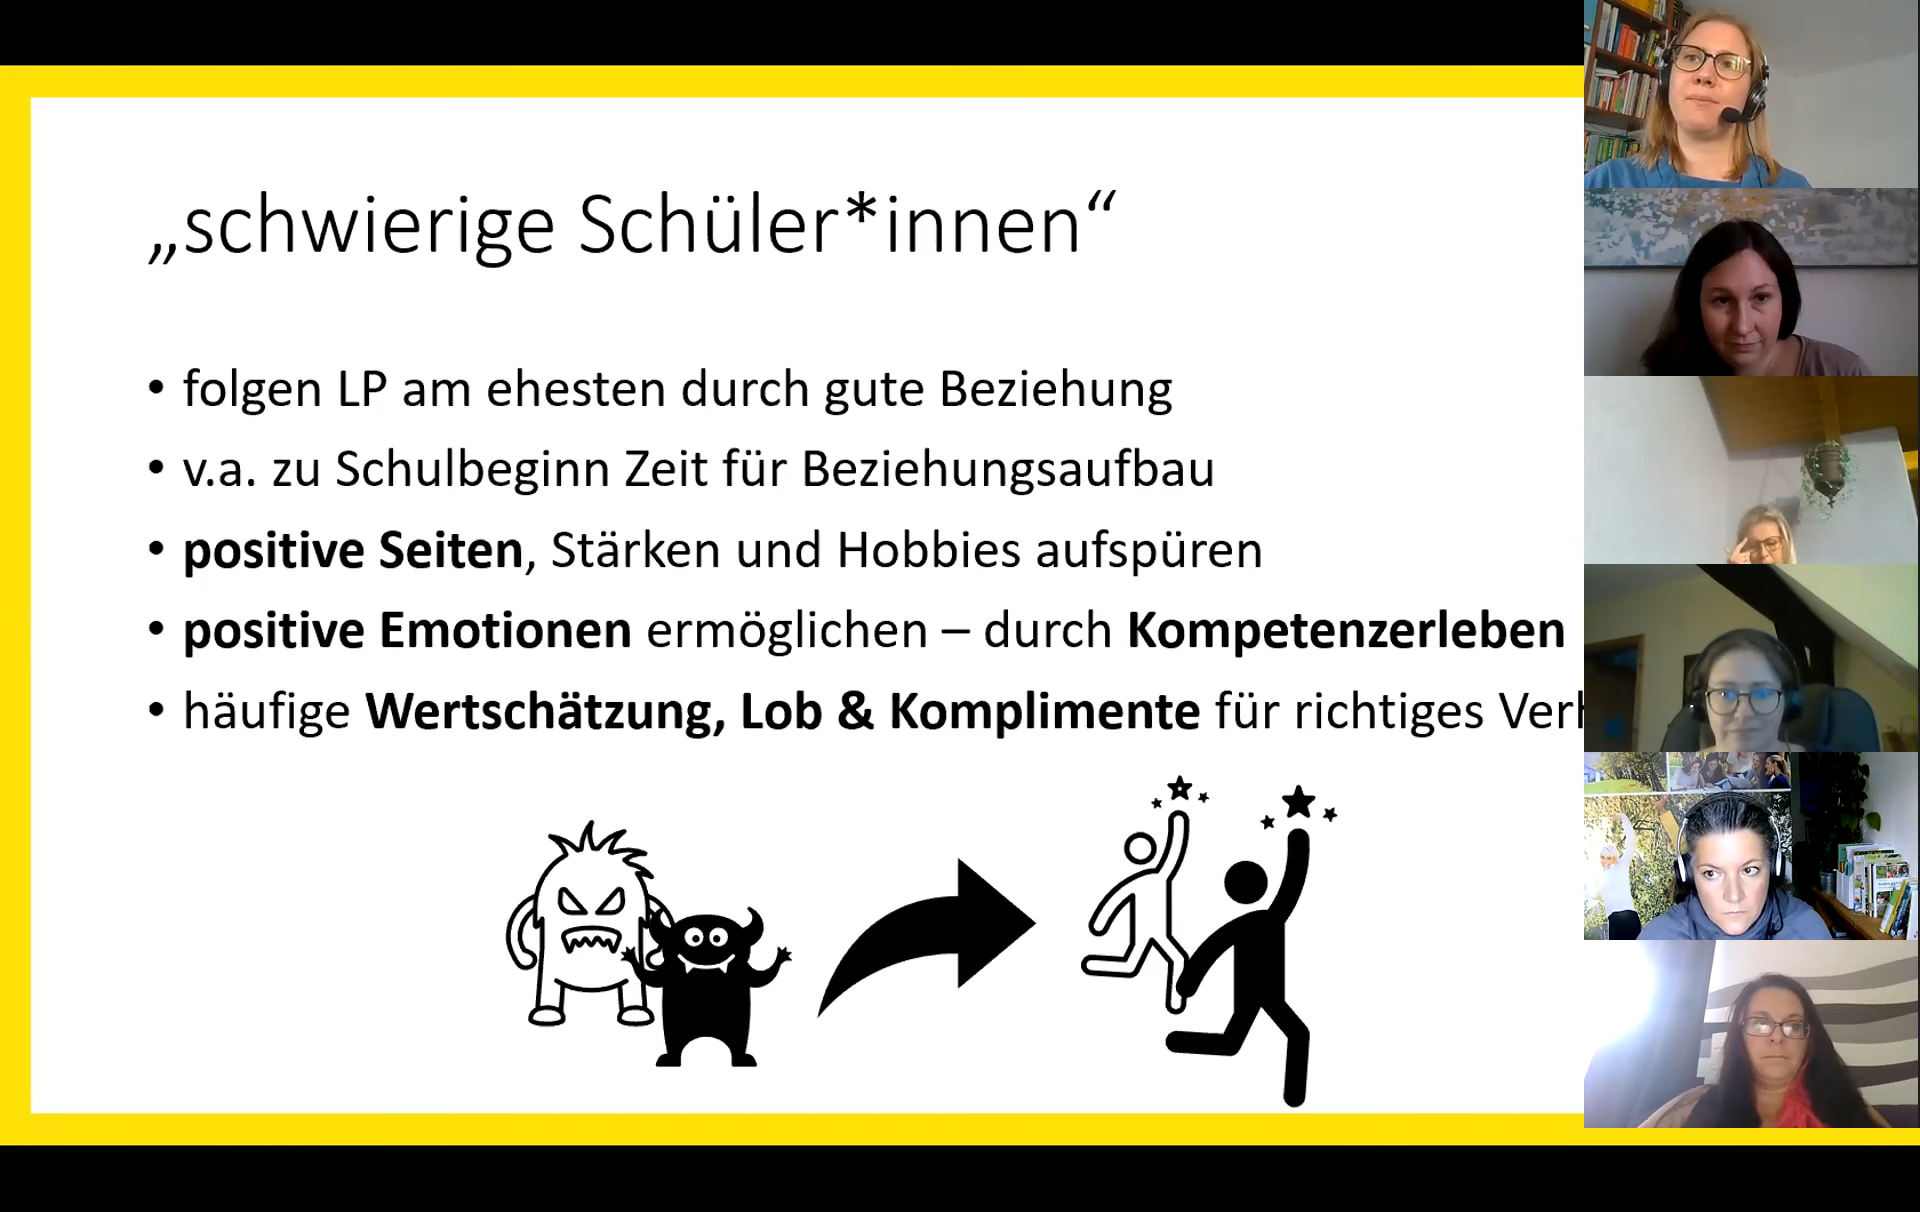 „schwierige Schüler*innen“
• folgen LP am ehesten durch gute Beziehung
• v.a. zu Schulbeginn Zeit für Beziehungsaufbau
• positive Seiten, Stärken und Hobbies aufspüren
• positive Emotionen ermöglichen – durch Kompetenzerleben
• häufige Wertschätzung, Lob & Komplimente für richtiges